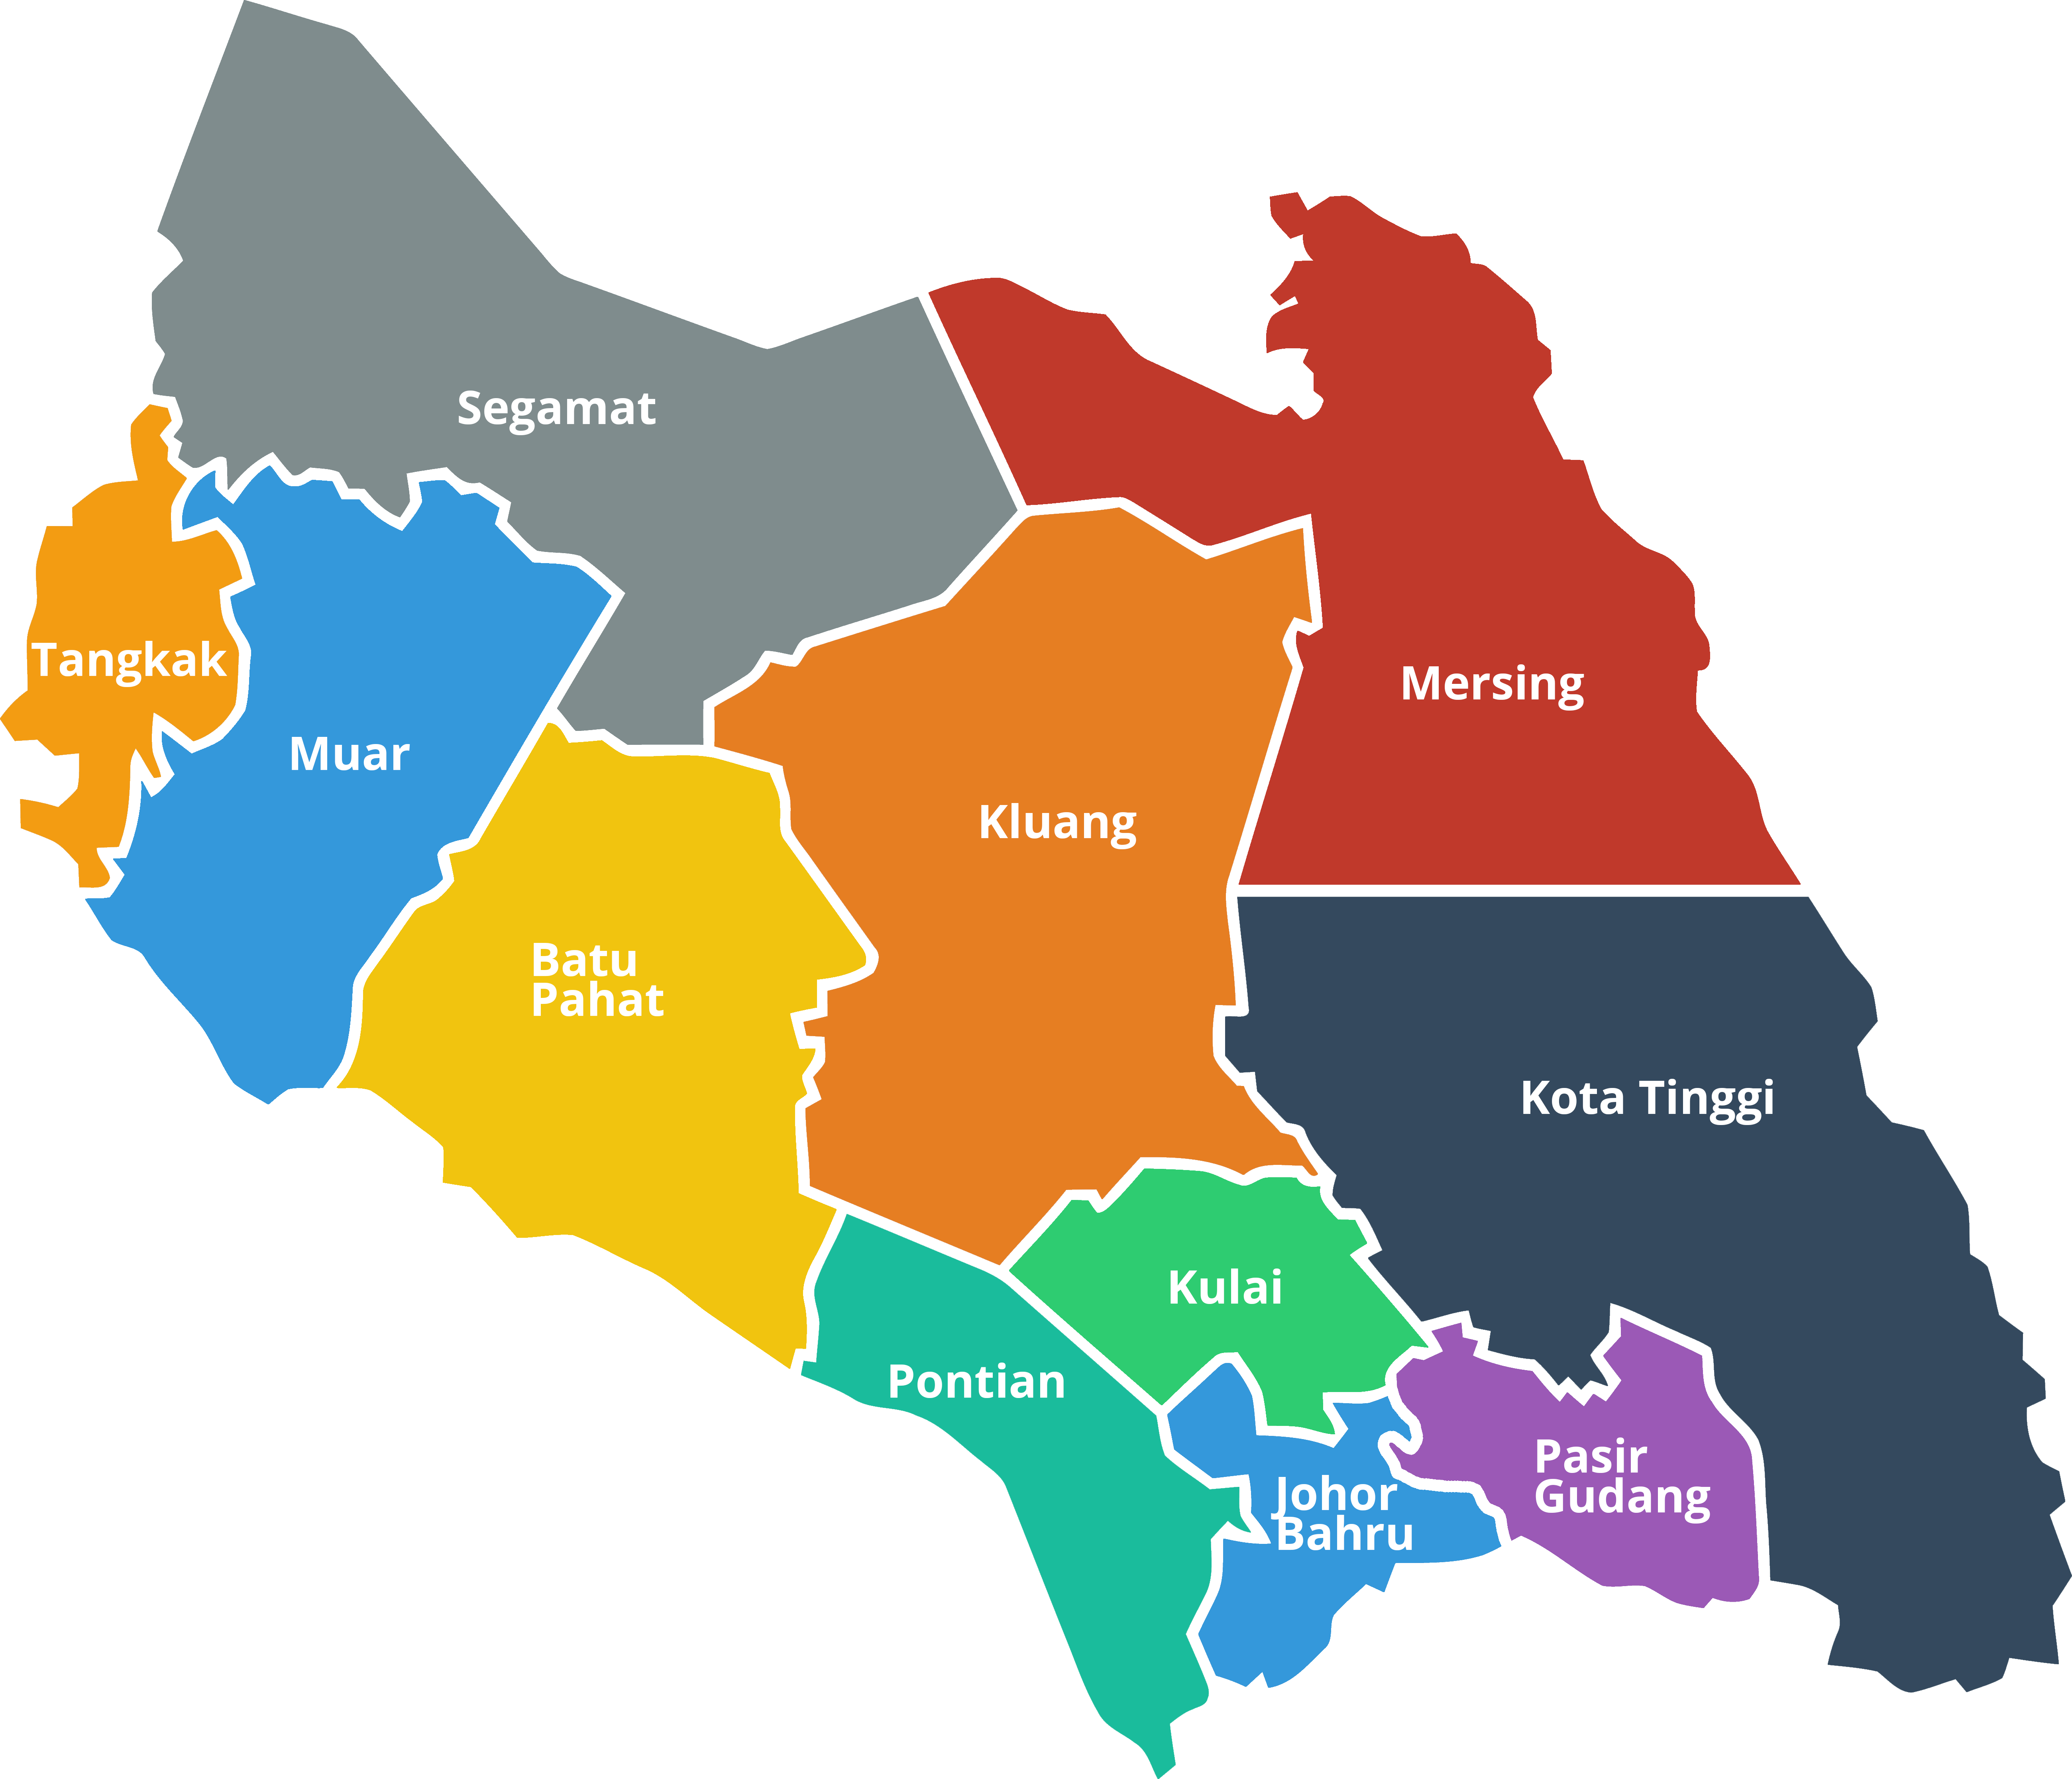 Segamat
Tangkak
Muar
Mersing
Kluang
Batu
Pahat
Kota Tinggi
Kulai
Pontian
Pasir
Gudang
Johor
Bahru